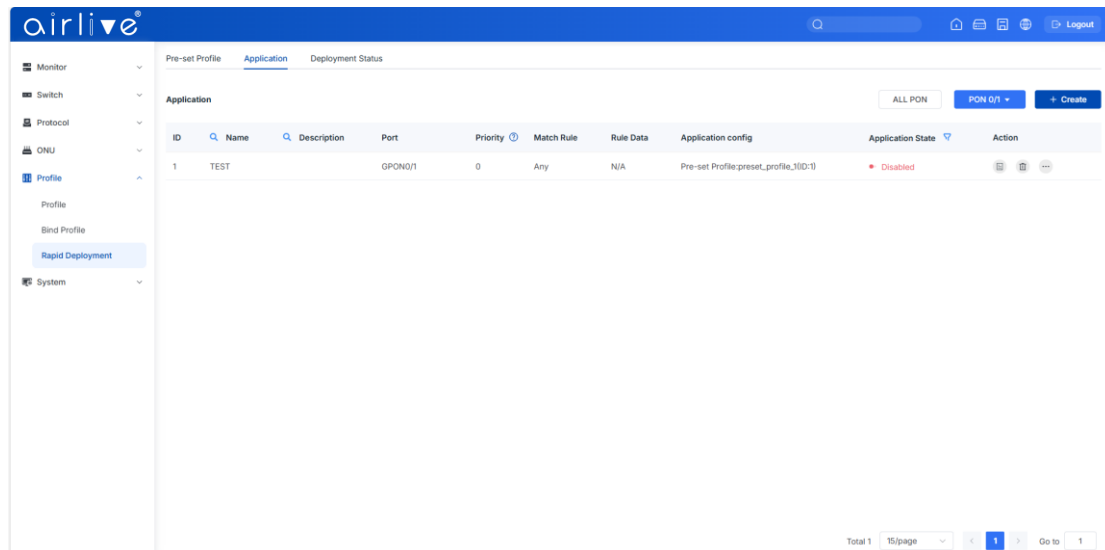 airlive®
Logout
Monitor
Switch
Protocol
ONU
Profile
Profile
Bind Profile
Rapid Deployment
System
Pre-set Profile Application Deployment Status
Application ALL PON PON 0/1 + Create
ID Name Description Port Priority Match Rule Rule Data Application config Application State Action
1 TEST GPON0/1 0 Any N/A Pre-set Profile:preset_profile_1(ID:1) Disabled
Total 1 15/page < 1 > Go to 1